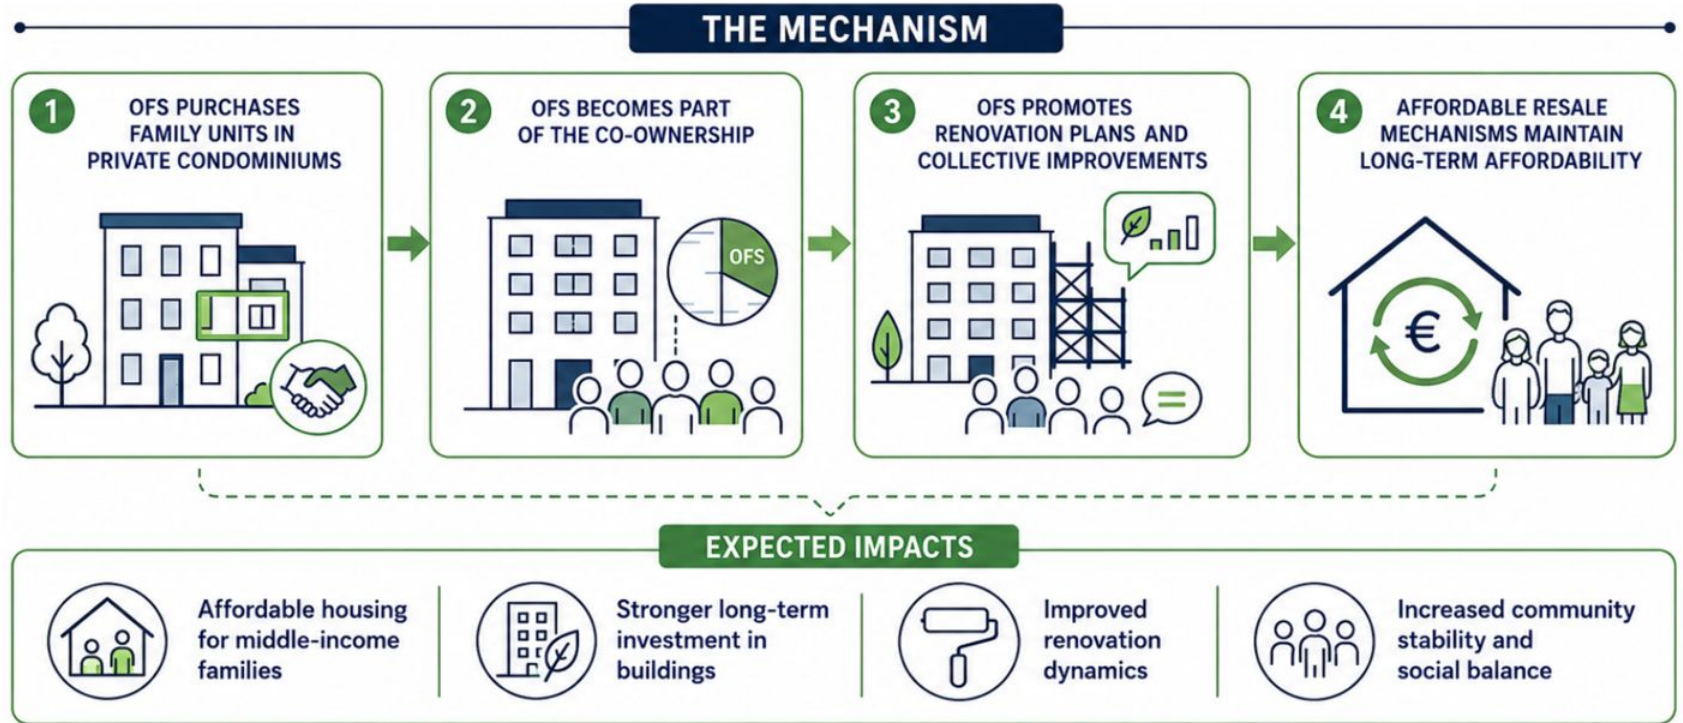 THE MECHANISM
1
OFS PURCHASES
FAMILY UNITS IN
PRIVATE CONDOMINIUMS
2
OFS BECOMES PART
OF THE CO-OWNERSHIP
OFS
3
OFS PROMOTES
RENOVATION PLANS AND
COLLECTIVE IMPROVEMENTS
4
AFFORDABLE RESALE
MECHANISMS MAINTAIN
LONG-TERM AFFORDABILITY
€
EXPECTED IMPACTS
Affordable housing
for middle-income
families
Stronger long-term
investment in
buildings
Improved
renovation
dynamics
Increased community
stability and
social balance